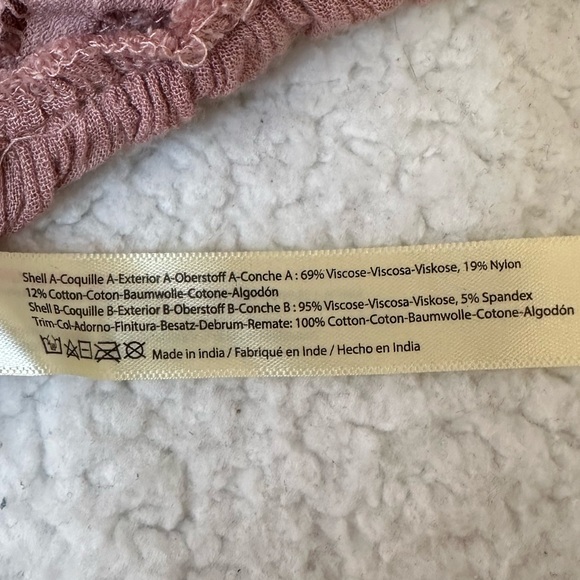 Shell A-Coquille A-Exterior A-Oberstoff A-Conche A : 69% Viscose-Viscosa-Viskose, 19% Nylon
12% Cotton-Coton-Baumwolle-Cotone-Algodón
Shell B-Coquille B-Exterior B-Oberstoff B-Conche B : 95% Viscose-Viscosa-Viskose, 5% Spandex
Trim-Col-Adorno-Finitura-Besatz-Debrum-Remate: 100% Cotton-Coton-Baumwolle-Cotone-Algodón
Made in india / Fabriqué en Inde / Hecho en India